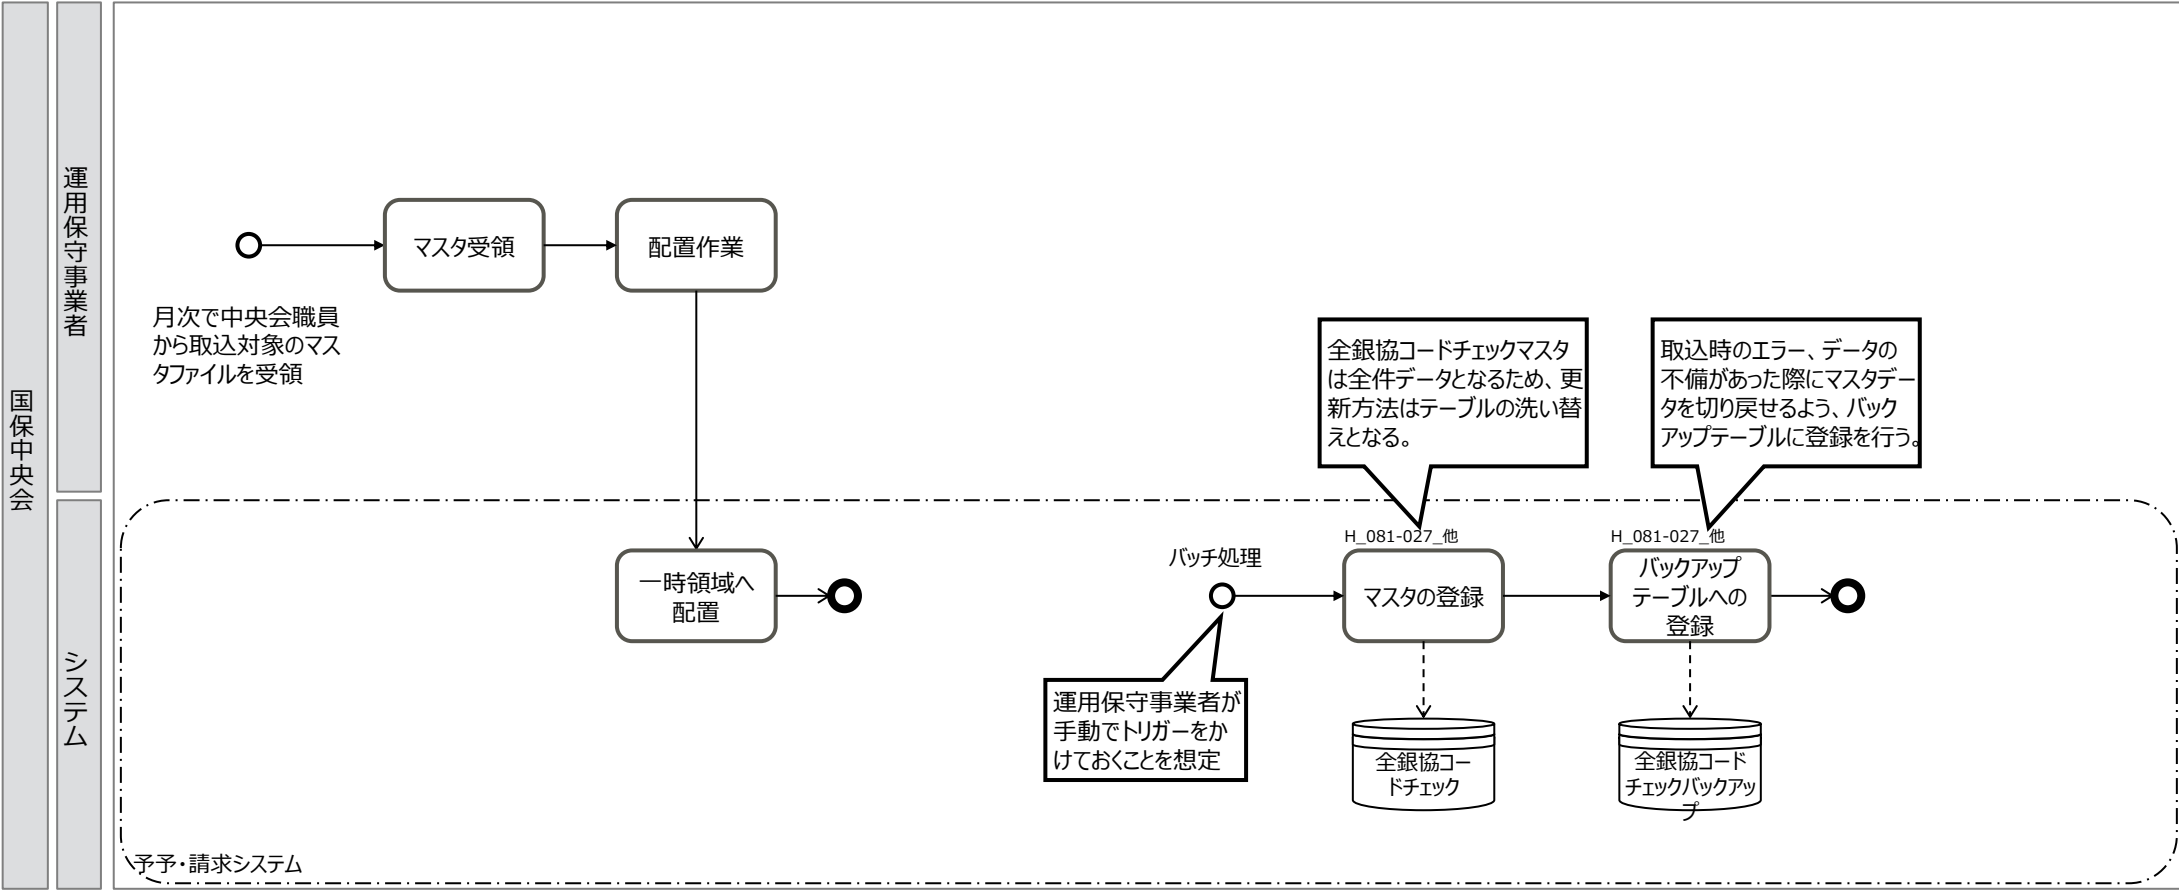 国保中央会
運用保守事業者
システム
マスタ受領
配置作業
月次で中央会職員
から取込対象のマス
タファイルを受領
全銀協コードチェックマスタ
は全件データとなるため、更
新方法はテーブルの洗い替
えとなる。
取込時のエラー、データの
不備があった際にマスタデー
タを切り戻せるよう、バック
アップテーブルに登録を行う。
一時領域へ
配置
バッチ処理
H_081-027_他
マスタの登録
H_081-027_他
バックアップ
テーブルへの
登録
運用保守事業者が
手動でトリガーをか
けておくことを想定
全銀協コー
ドチェック
全銀協コード
チェックバックアッ
プ
予予・請求システム